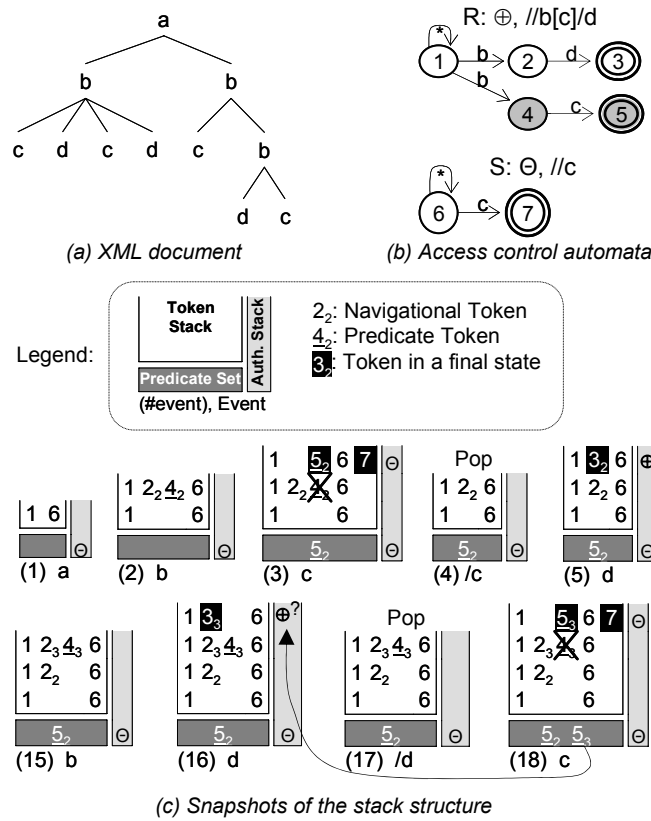 a
b b
c d c d c b
d c
(a) XML document
R: ⊕, //b[c]/d
* 1 b 2 d 3
b 4 c 5
S: Θ, //c
* 6 c 7
(b) Access control automata
Legend:
Token Stack
Auth. Stack
Predicate Set
(#event), Event
2₂: Navigational Token
4₂: Predicate Token
3₂: Token in a final state
1 6
Θ
(1) a
1 2₂ 4₂ 6
1 6
Θ
(2) b
1 5₂ 6 7 Θ
1 2₂ 4₂ 6
1 6
5₂ Θ
(3) c
Pop
1 2₂ 6
1 6
5₂ Θ
(4) /c
1 3₂ 6 ⊕
1 2₂ 6
1 6
5₂ Θ
(5) d
1 2₃ 4₃ 6
1 2₂ 6
1 6
5₂ Θ
(15) b
1 3₃ 6 ⊕?
1 2₃ 4₃ 6
1 2₂ 6
1 6
5₂ Θ
(16) d
Pop
1 2₃ 4₃ 6
1 2₂ 6
1 6
5₂ Θ
(17) /d
1 5₃ 6 7 Θ
1 2₃ 4₃ 6
1 2₂ 6
1 6
5₂ 5₃ Θ
(18) c
(c) Snapshots of the stack structure